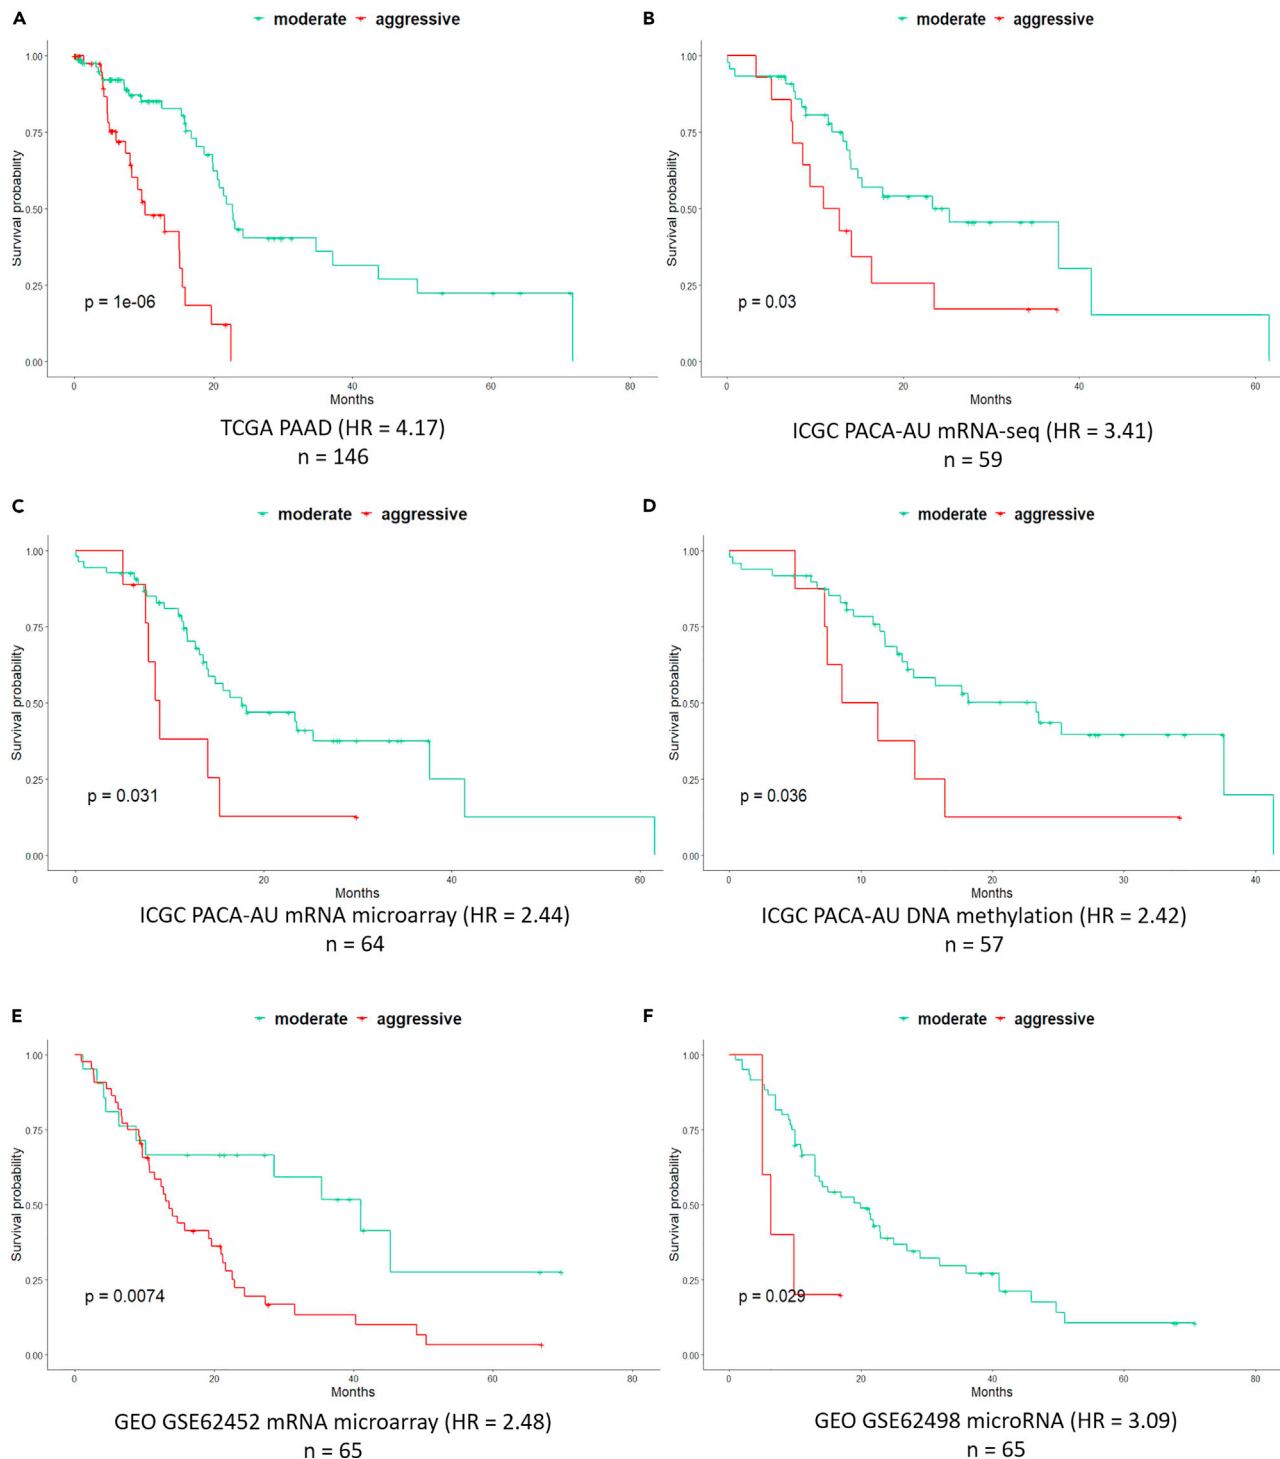 A
moderate aggressive
Survival probability
1.00
0.75
0.50
0.25
0.00
p = 1e-06
0 20 40 60 80
Months
TCGA PAAD (HR = 4.17)
n = 146
B
moderate aggressive
Survival probability
1.00
0.75
0.50
0.25
0.00
p = 0.03
0 20 40 60
Months
ICGC PACA-AU mRNA-seq (HR = 3.41)
n = 59
C
moderate aggressive
Survival probability
1.00
0.75
0.50
0.25
0.00
p = 0.031
0 20 40 60
Months
ICGC PACA-AU mRNA microarray (HR = 2.44)
n = 64
D
moderate aggressive
Survival probability
1.00
0.75
0.50
0.25
0.00
p = 0.036
0 10 20 30 40
Months
ICGC PACA-AU DNA methylation (HR = 2.42)
n = 57
E
moderate aggressive
Survival probability
1.00
0.75
0.50
0.25
0.00
p = 0.0074
0 20 40 60 80
Months
GEO GSE62452 mRNA microarray (HR = 2.48)
n = 65
F
moderate aggressive
Survival probability
1.00
0.75
0.50
0.25
0.00
p = 0.029
0 20 40 60 80
Months
GEO GSE62498 microRNA (HR = 3.09)
n = 65